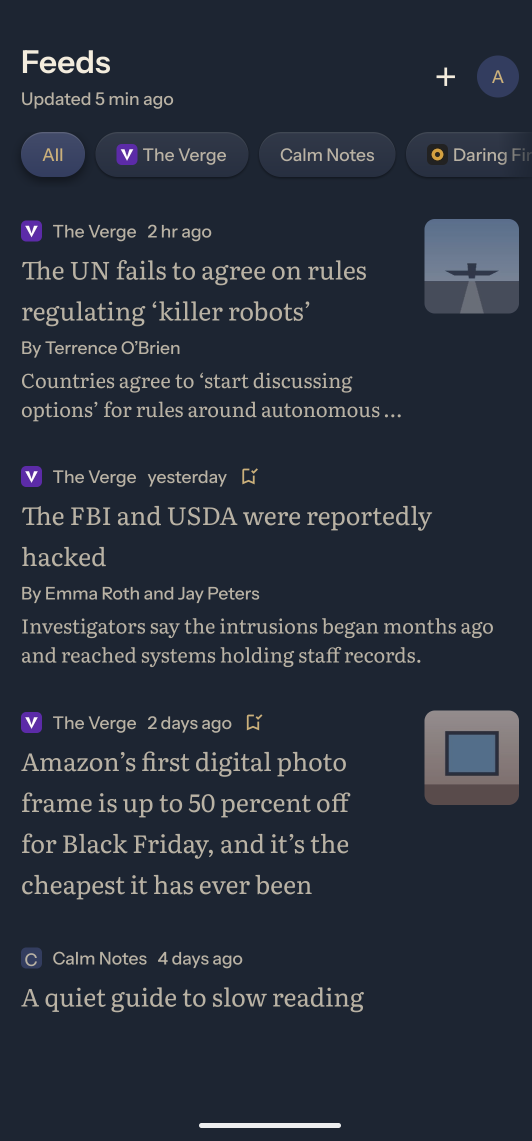 Feeds
Updated 5 min ago
A
All
The Verge
Calm Notes
Daring Fir
The Verge 2 hr ago
The UN fails to agree on rules
regulating ‘killer robots’
By Terrence O’Brien
Countries agree to ‘start discussing
options’ for rules around autonomous ...
The Verge yesterday
The FBI and USDA were reportedly
hacked
By Emma Roth and Jay Peters
Investigators say the intrusions began months ago
and reached systems holding staff records.
The Verge 2 days ago
Amazon’s first digital photo
frame is up to 50 percent off
for Black Friday, and it’s the
cheapest it has ever been
C Calm Notes 4 days ago
A quiet guide to slow reading